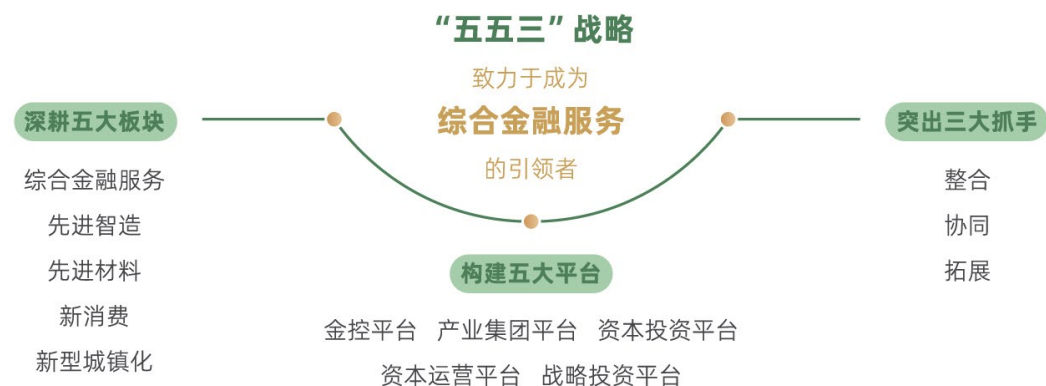 “五五三”战略
致力于成为
综合金融服务
的引领者
深耕五大板块
综合金融服务
先进智造
先进材料
新消费
新型城镇化
构建五大平台
金控平台 产业集团平台 资本投资平台
资本运营平台 战略投资平台
突出三大抓手
整合
协同
拓展